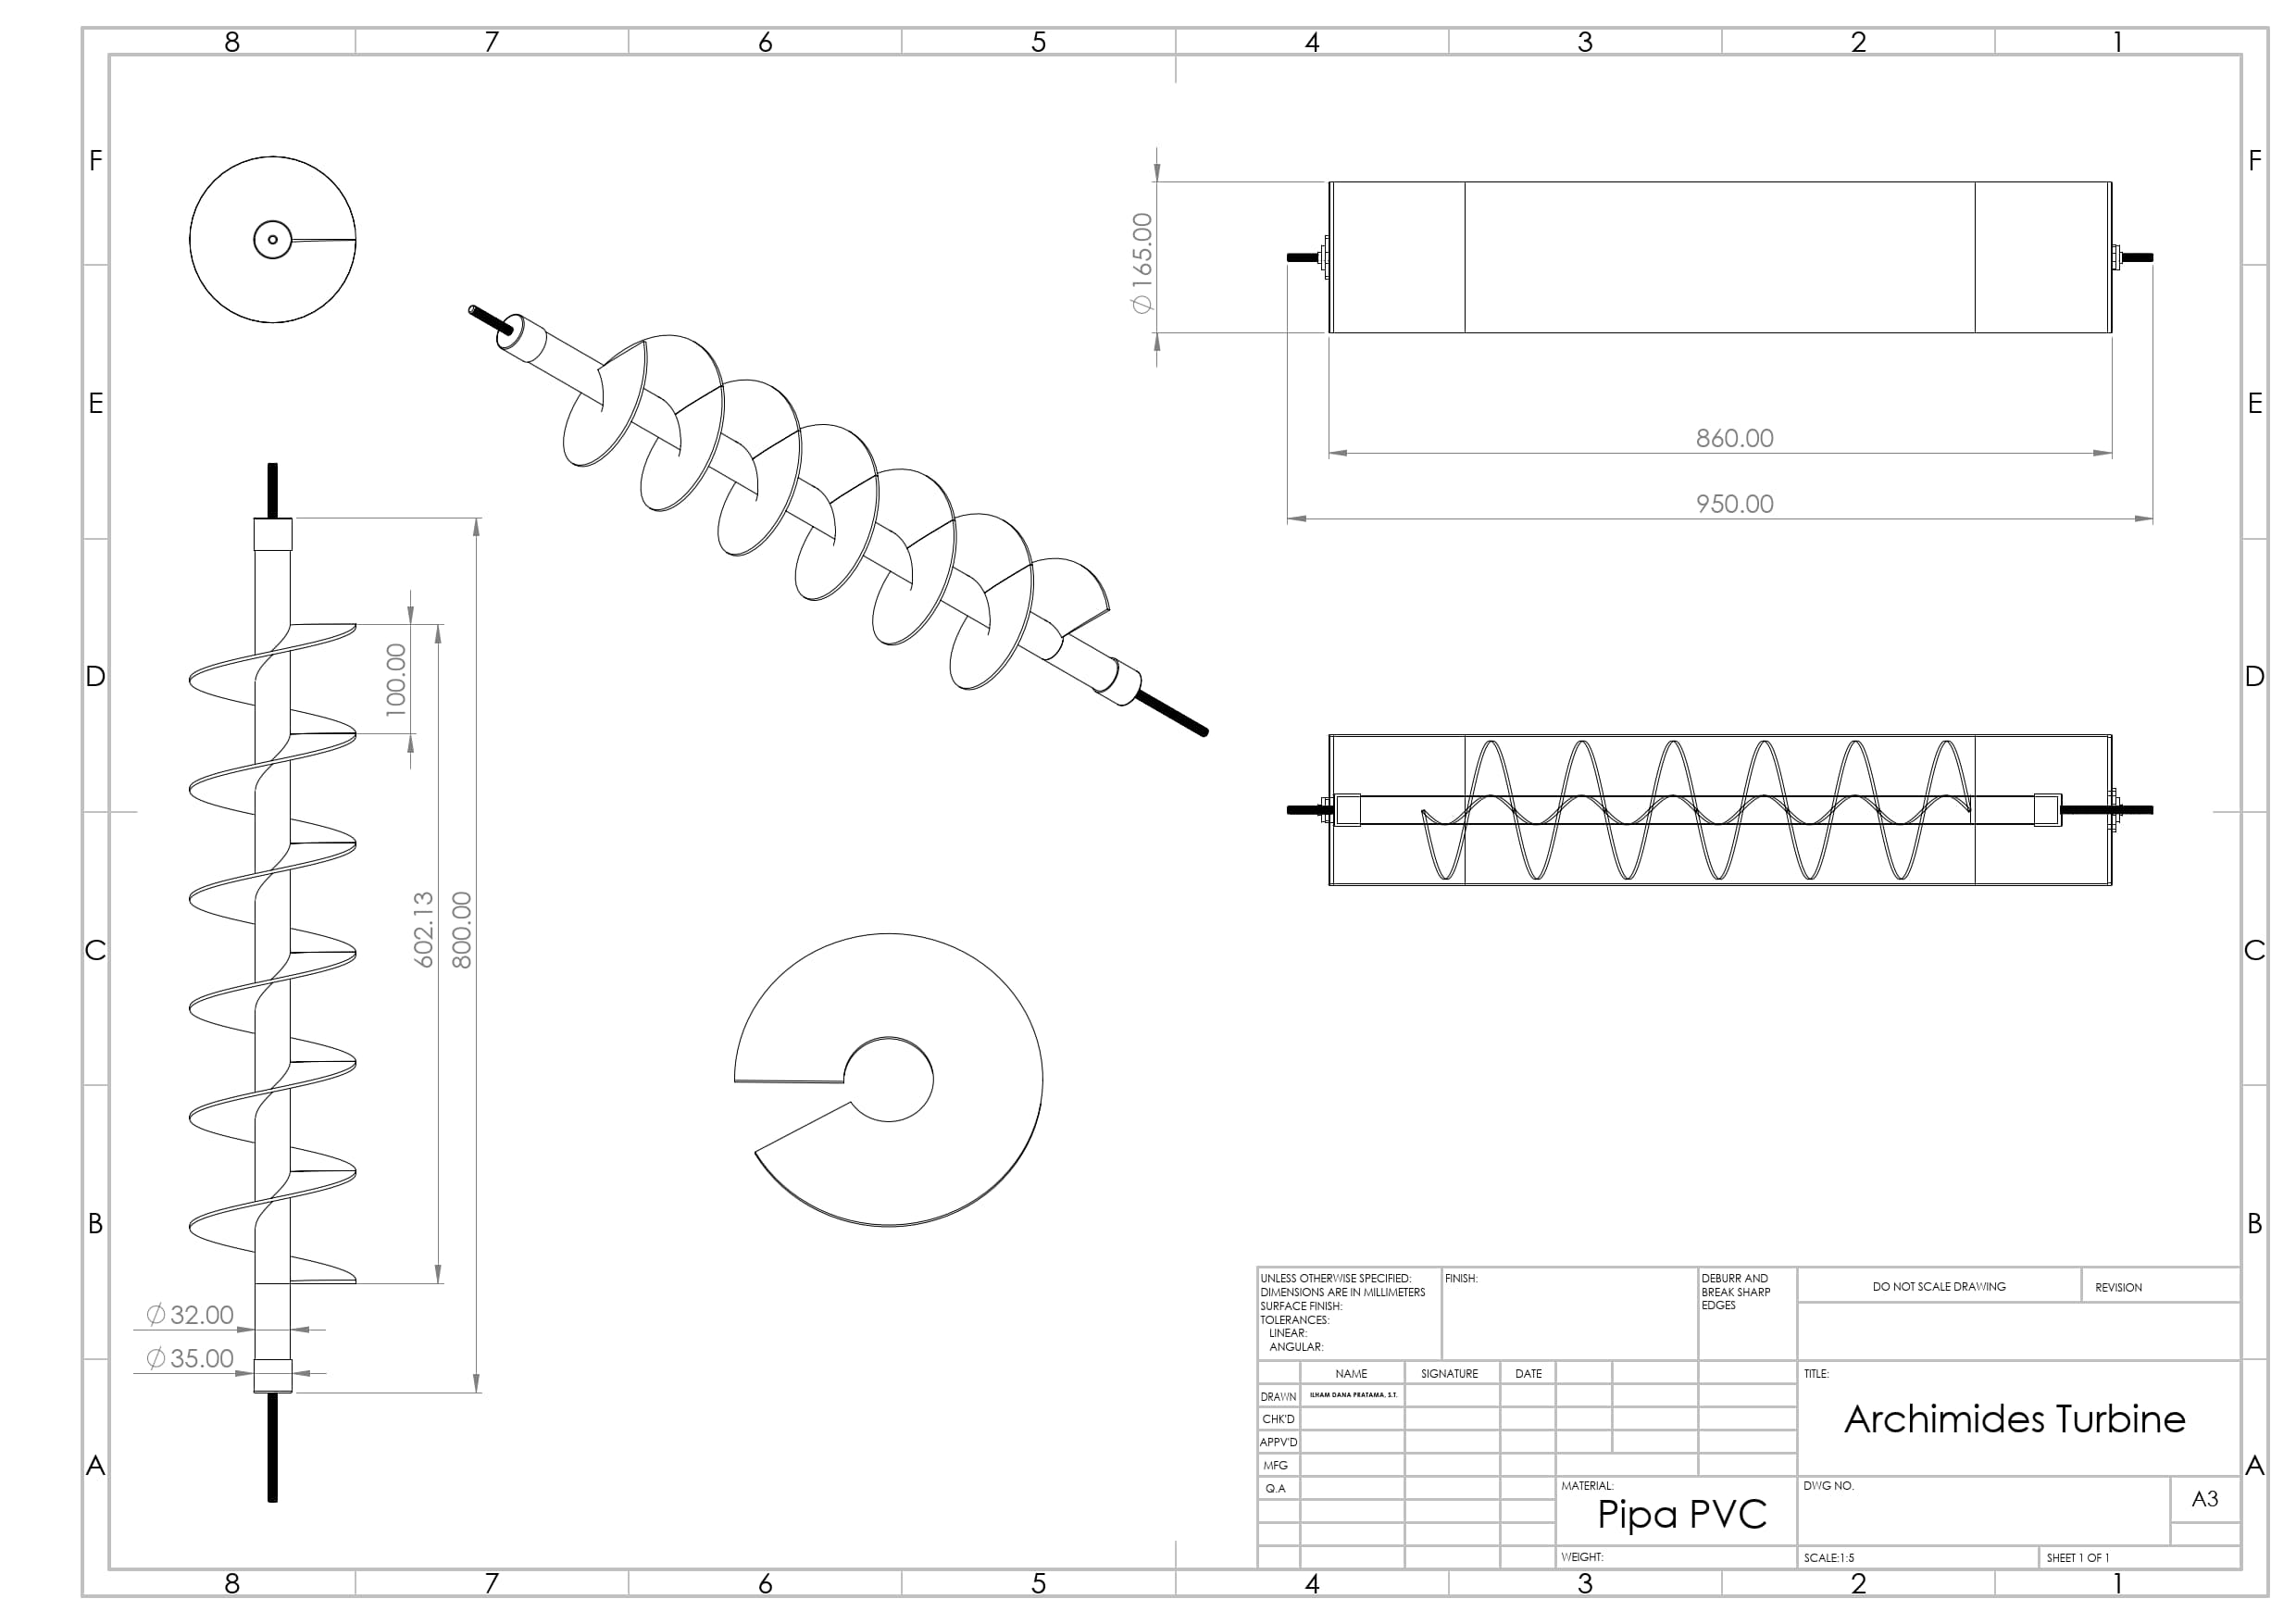 8 7 6 5 4 3 2 1
F F
E E
D D
C C
B B
A A
8 7 6 5 4 3 2 1
⌀165.00
860.00
950.00
100.00
602.13
800.00
⌀32.00
⌀35.00
UNLESS OTHERWISE SPECIFIED:
DIMENSIONS ARE IN MILLIMETERS
SURFACE FINISH:
TOLERANCES:
LINEAR:
ANGULAR:
FINISH:
DEBURR AND
BREAK SHARP
EDGES
DO NOT SCALE DRAWING
REVISION
NAME SIGNATURE DATE
DRAWN ILHAM DANA PRATAMA, S.T.
CHK'D
APPV'D
MFG
Q.A
TITLE:
Archimides Turbine
MATERIAL:
Pipa PVC
DWG NO.
A3
WEIGHT:
SCALE:1:5
SHEET 1 OF 1